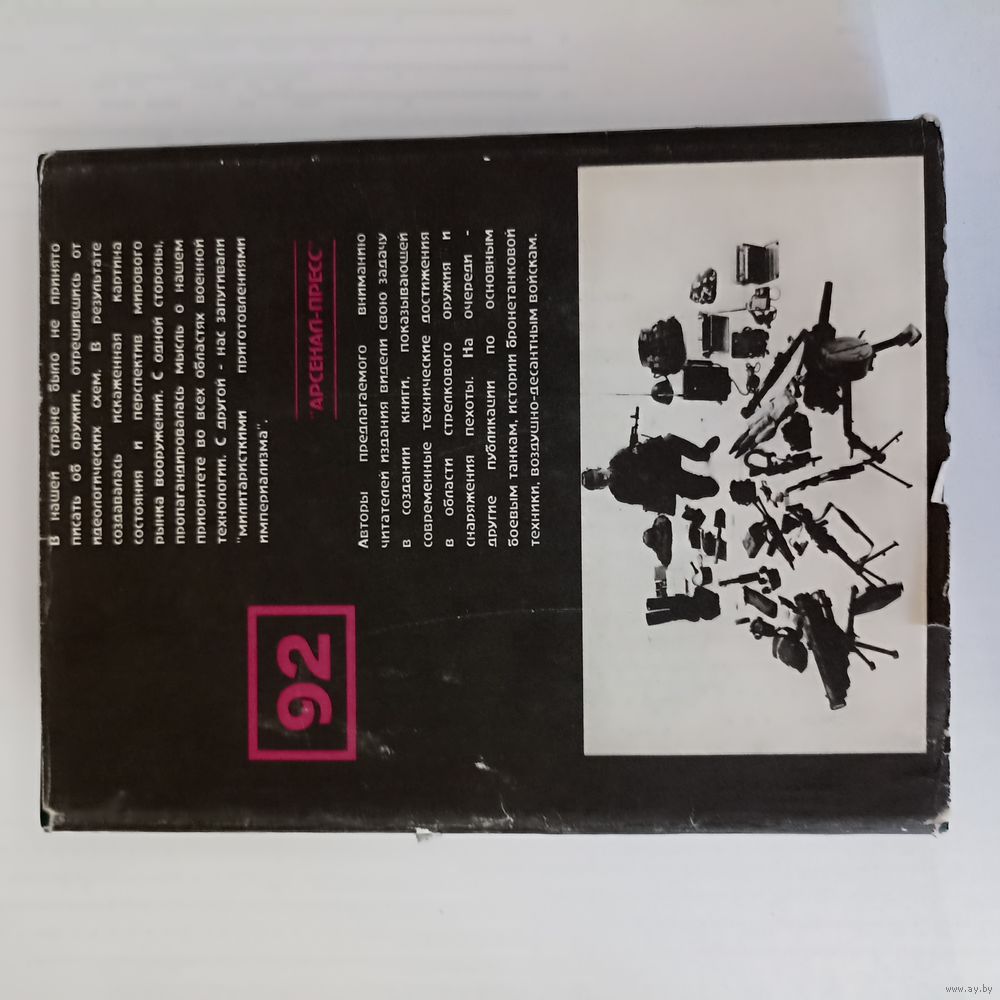 В нашей стране было не принято
писать об оружии, отрешившись от
идеологических схем. В результате
создавалась искаженная картина
состояния и перспектив мирового
рынка вооружений. С одной стороны,
пропагандировалась мысль о нашем
приоритете во всех областях военной
технологии. С другой - нас запугивали
"милитаристкими приготовлениями
империализма".
"АРСЕНАЛ-ПРЕСС"
92
Авторы предлагаемого вниманию
читателей издания видели свою задачу
в создании книги, показывающей
современные технические достижения
в области стрелкового оружия и
снаряжения пехоты. На очереди -
другие публикации по основным
боевым танкам, истории бронетанковой
техники, воздушно-десантным войскам.
www.ay.by